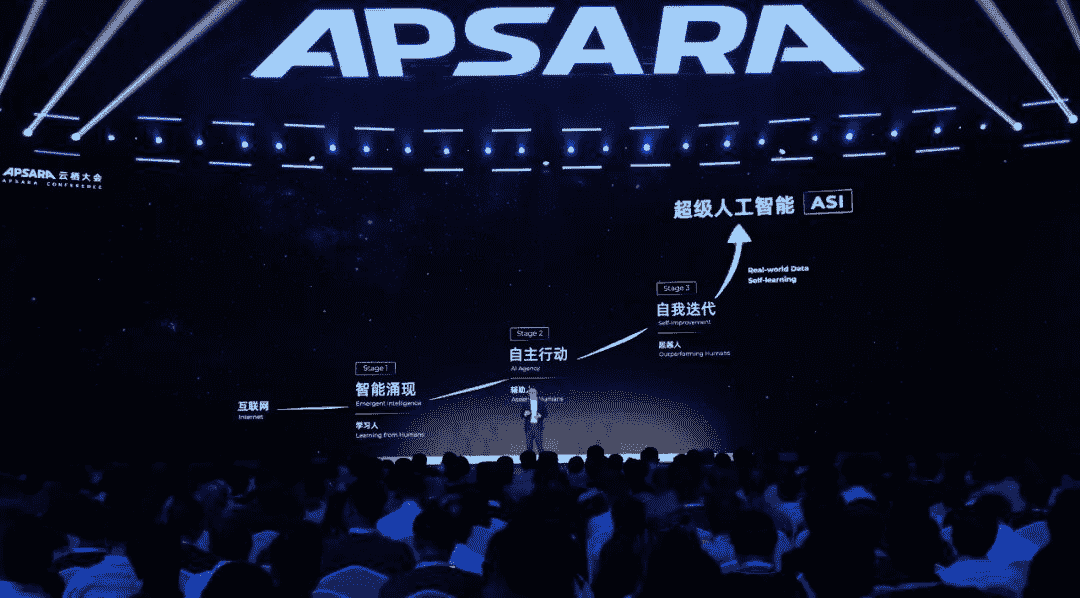 APSARA
APSARA 云栖大会
APSARA CONFERENCE
超级人工智能 ASI
Real-world Data
Self-learning
Stage 3
自我迭代
Self-improvement
超越人
Outperforming Humans
Stage 2
自主行动
AI Agency
辅助
Humans
Stage 1
智能涌现
Emergent Intelligence
学习人
Learning from Humans
互联网
Internet